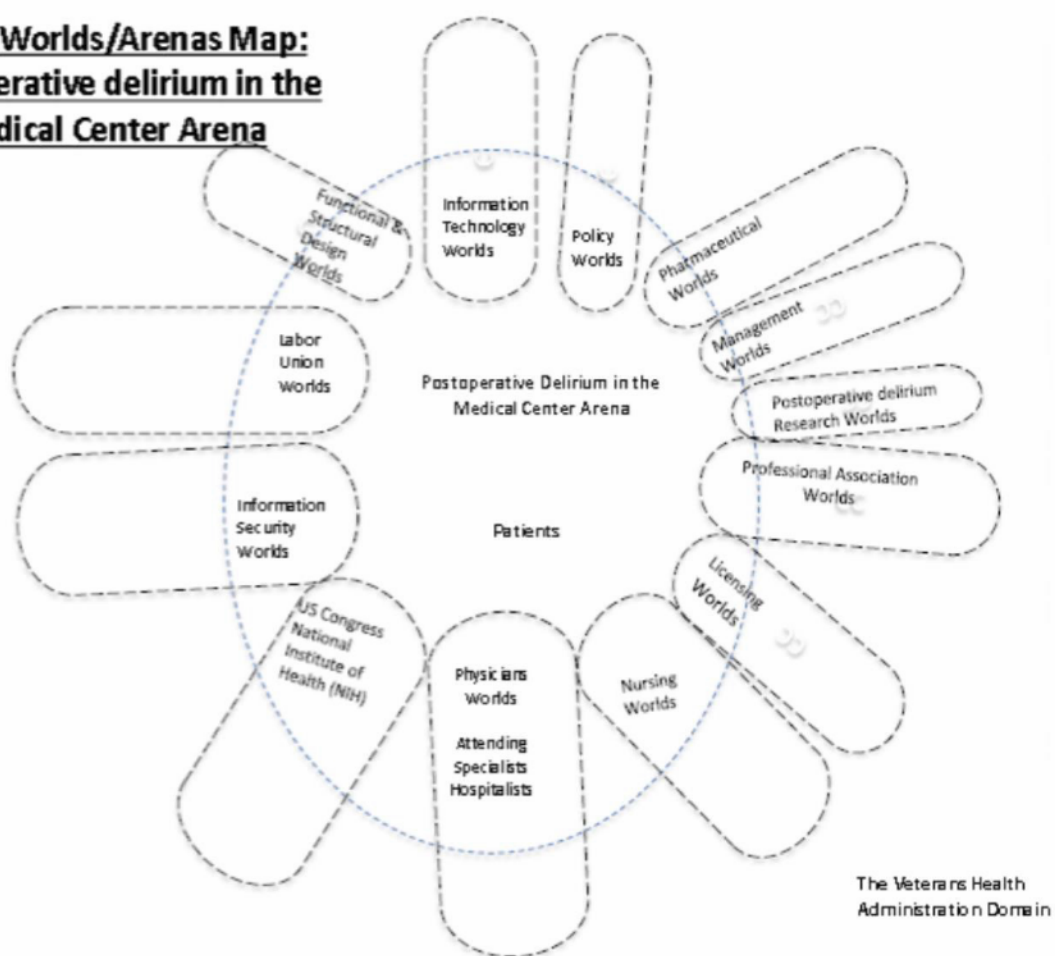 Worlds/Arenas Map:
erative delirium in the
dical Center Arena
Functional &
Structural
Design
Worlds
Information
Technology
Worlds
Policy
Worlds
Pharmaceutical
Worlds
Management
Worlds
Labor
Union
Worlds
Postoperative Delirium in the
Medical Center Arena
Postoperative delirium
Research Worlds
Professional Association
Worlds
Information
Security
Worlds
Patients
Licensing
Worlds
US Congress
National
Institute of
Health (NIH)
Physicians
Worlds
Attending
Specialists
Hospitalists
Nursing
Worlds
The Veterans Health
Administration Domain